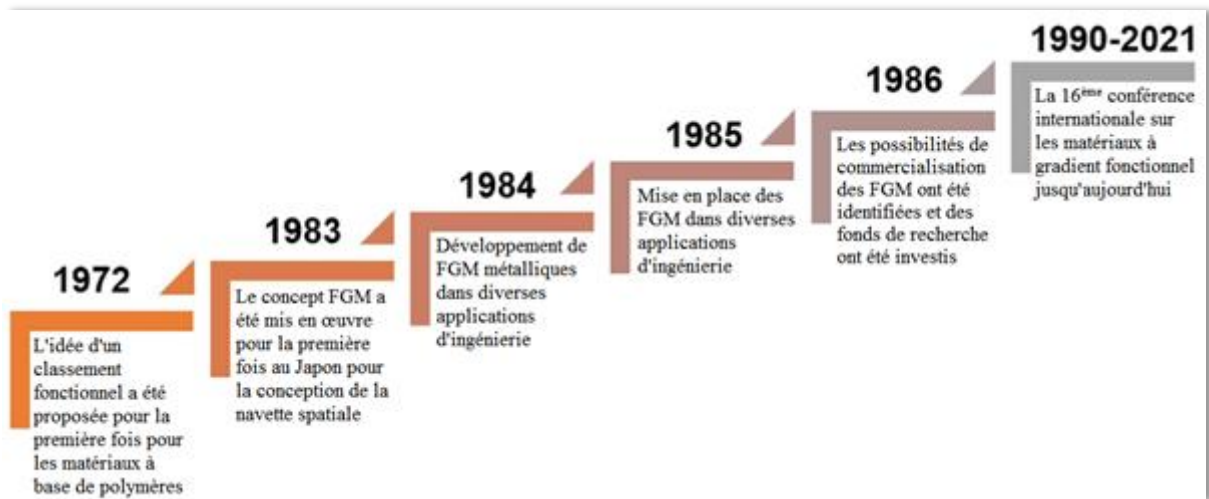 1972
L'idée d'un
classement
fonctionnel a été
proposée pour la
première fois pour
les matériaux à
base de polymères
1983
Le concept FGM a
été mis en œuvre
pour la première
fois au Japon pour
la conception de la
navette spatiale
1984
Développement de
FGM métalliques
dans diverses
applications
d'ingénierie
1985
Mise en place des
FGM dans diverses
applications
d'ingénierie
1986
Les possibilités de
commercialisation
des FGM ont été
identifiées et des
fonds de recherche
ont été investis
1990-2021
La 16ème conférence
internationale sur
les matériaux à
gradient fonctionnel
jusqu'aujourd'hui